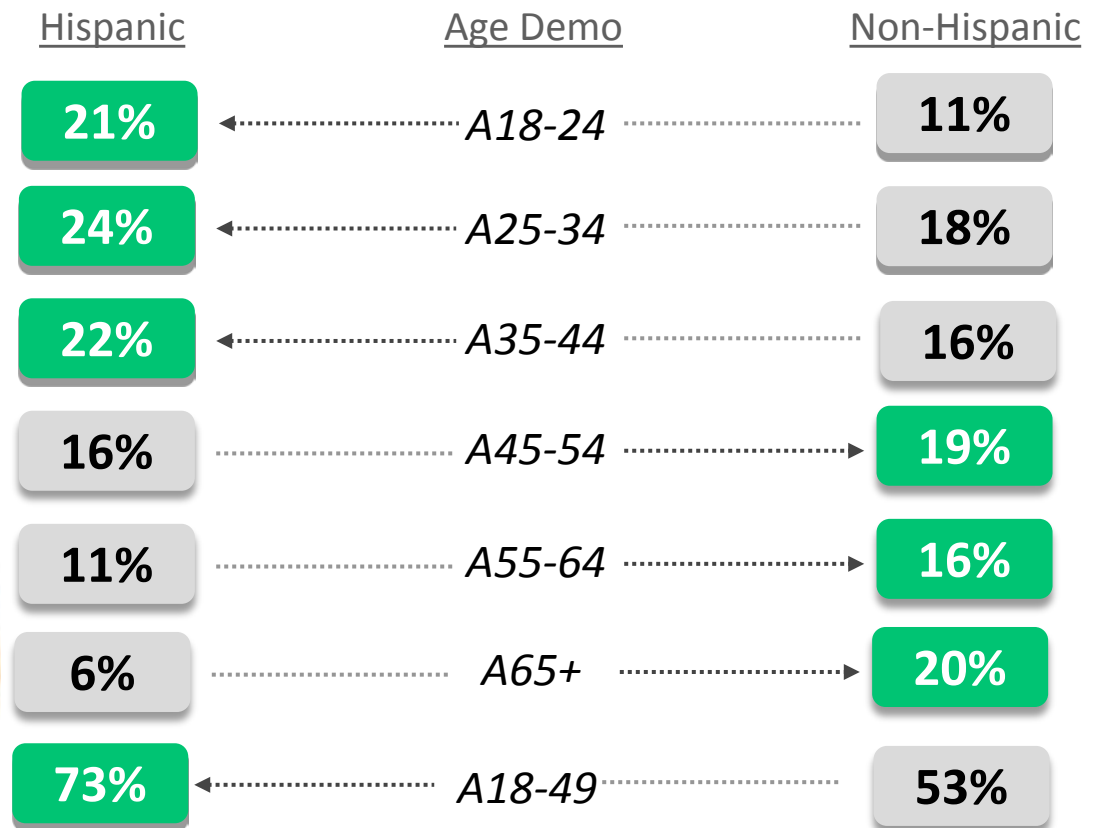 Hispanic Age Demo Non-Hispanic
21% A18-24 11%
24% A25-34 18%
22% A35-44 16%
16% A45-54 19%
11% A55-64 16%
6% A65+ 20%
73% A18-49 53%